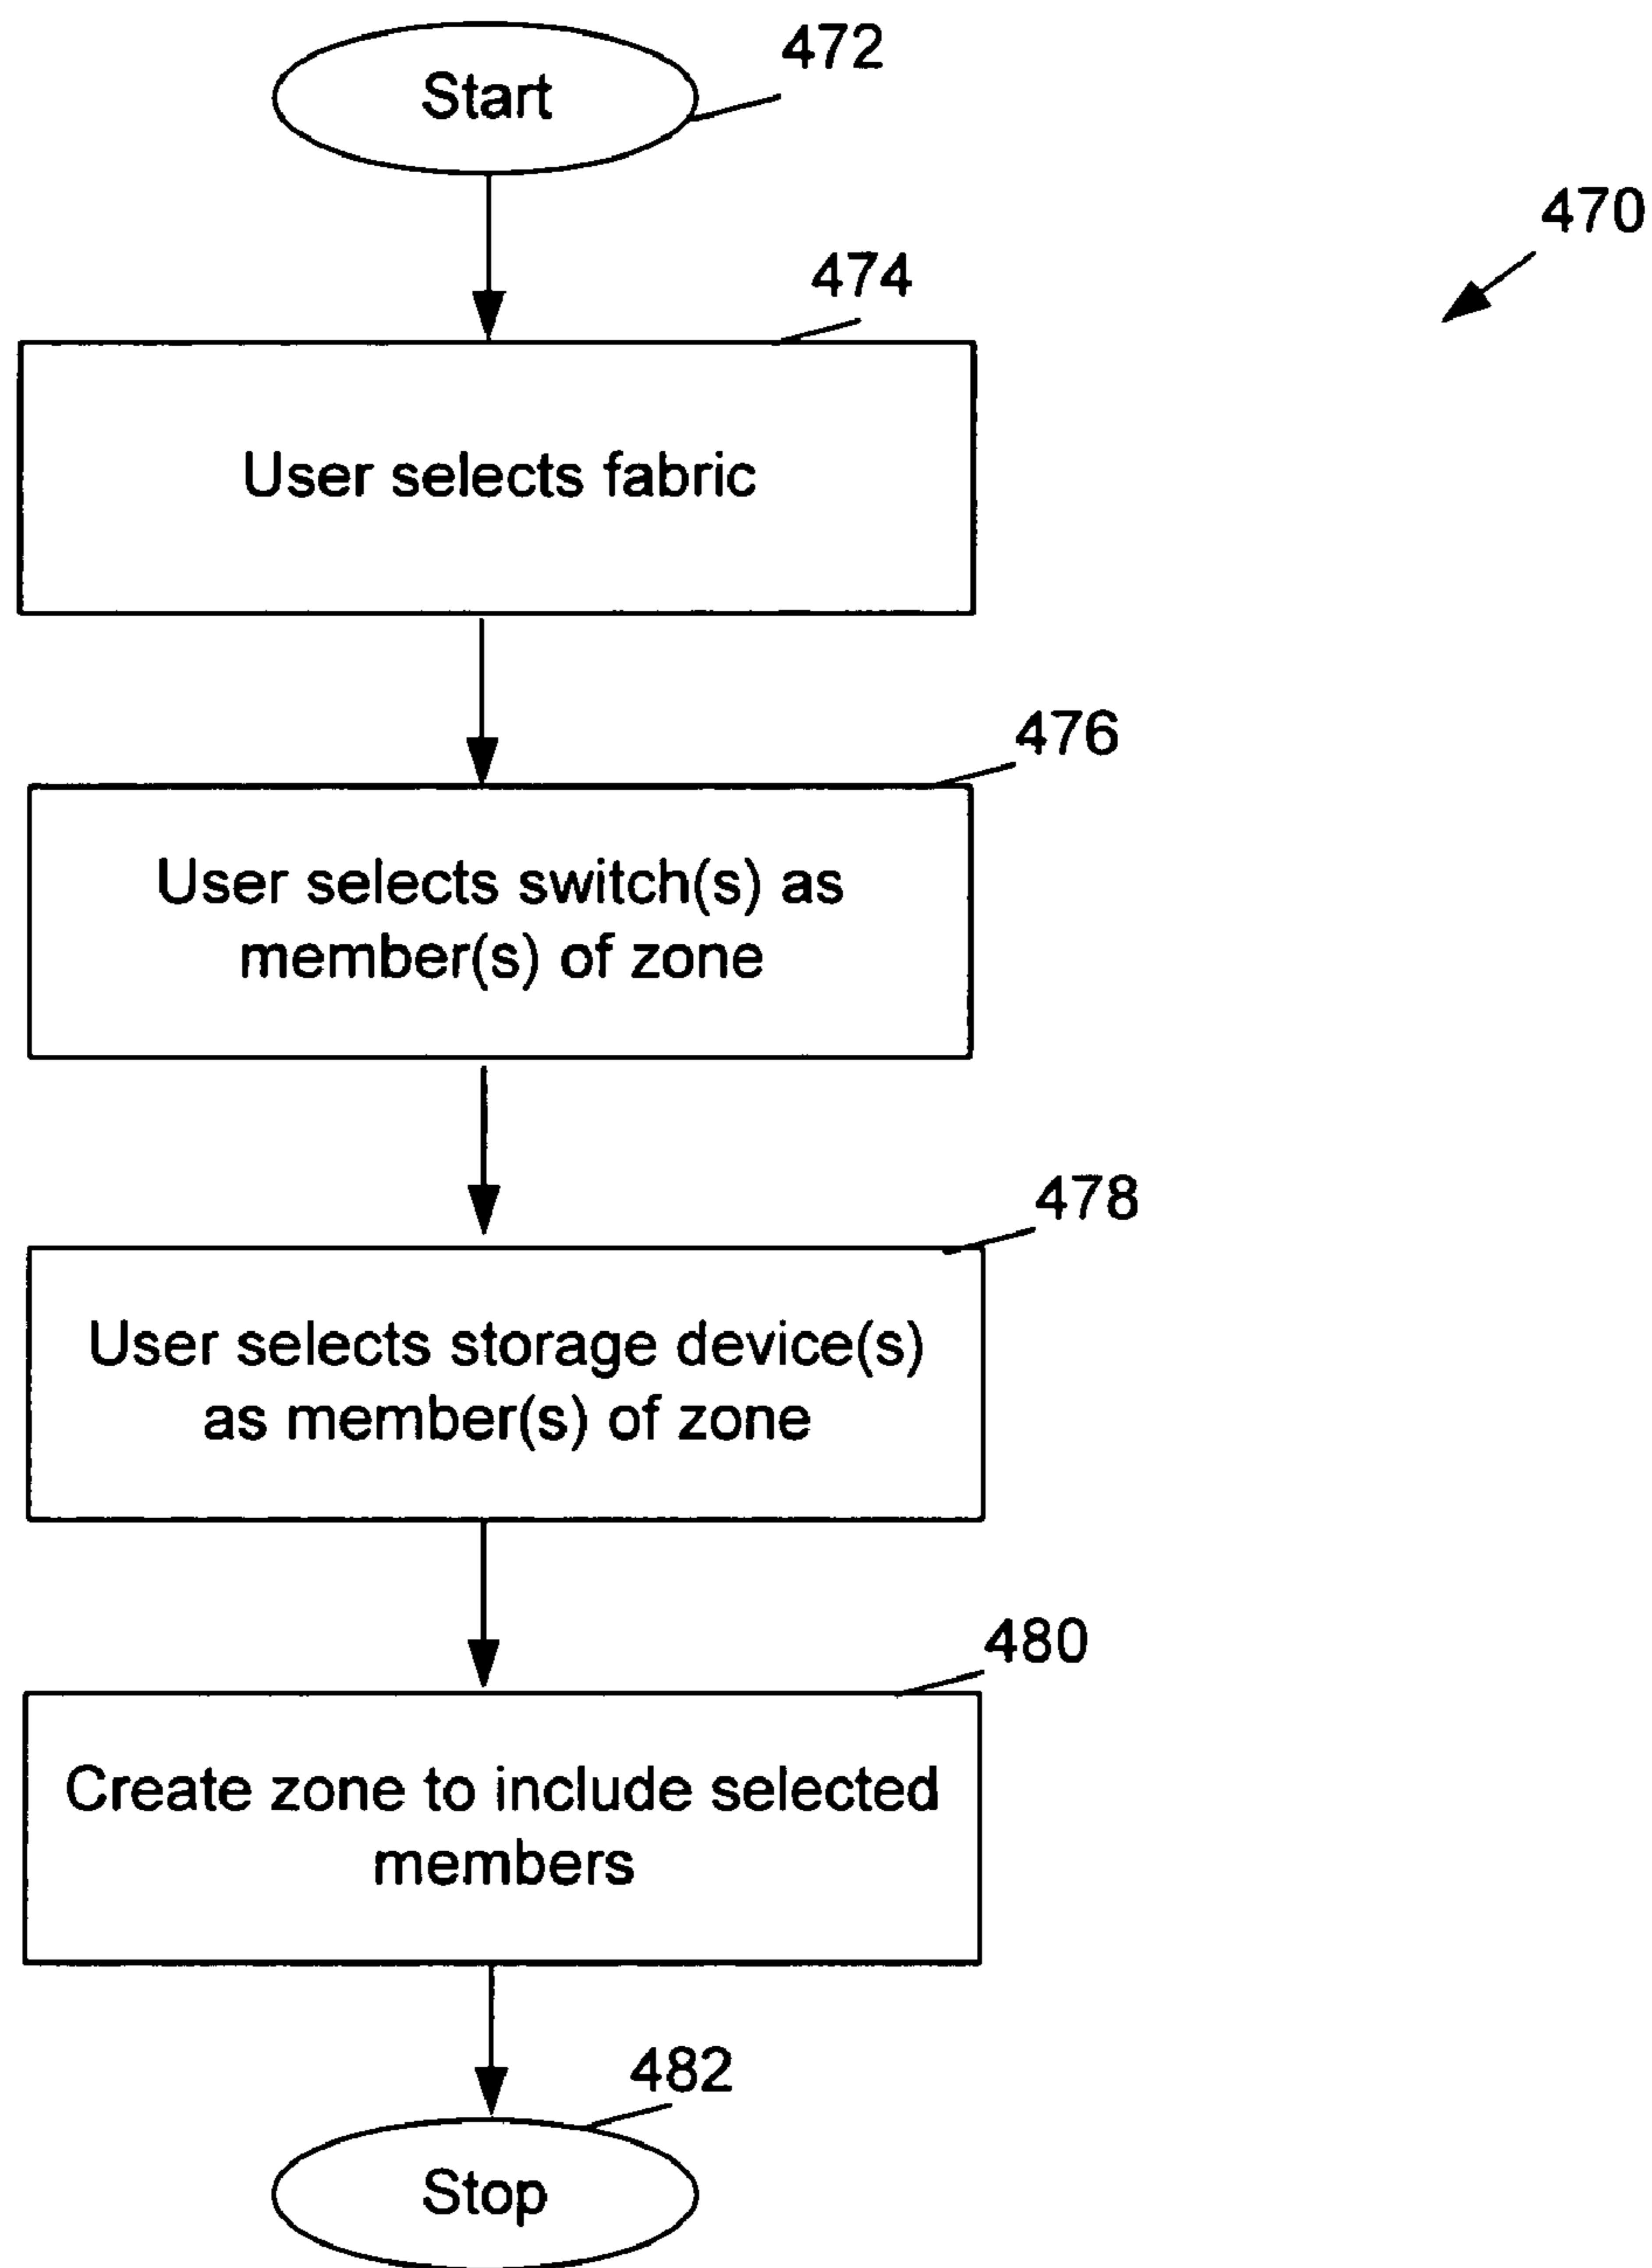 472
Start
470
474
User selects fabric
476
User selects switch(s) as
member(s) of zone
478
User selects storage device(s)
as member(s) of zone
480
Create zone to include selected
members
482
Stop